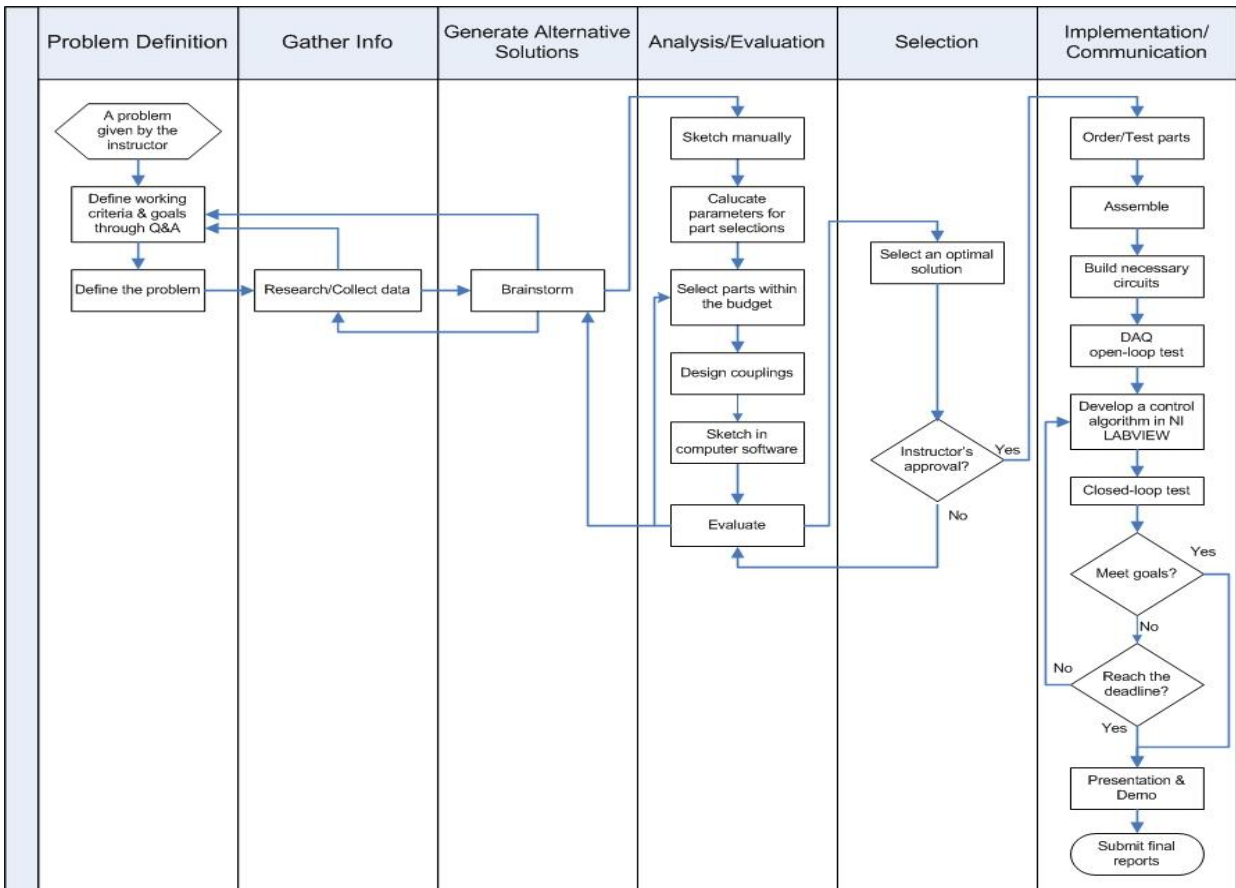 Problem Definition
Gather Info
Generate Alternative
Solutions
Analysis/Evaluation
Selection
Implementation/
Communication
A problem
given by the
instructor
Define working
criteria & goals
through Q&A
Define the problem
Research/Collect data
Brainstorm
Sketch manually
Calucate
parameters for
part selections
Select parts within
the budget
Design couplings
Sketch in
computer software
Evaluate
Select an optimal
solution
Instructor's
approval?
Yes
No
Order/Test parts
Assemble
Build necessary
circuits
DAQ
open-loop test
Develop a control
algorithm in NI
LABVIEW
Closed-loop test
Meet goals?
Yes
No
Reach the
deadline?
No
Yes
Presentation &
Demo
Submit final
reports